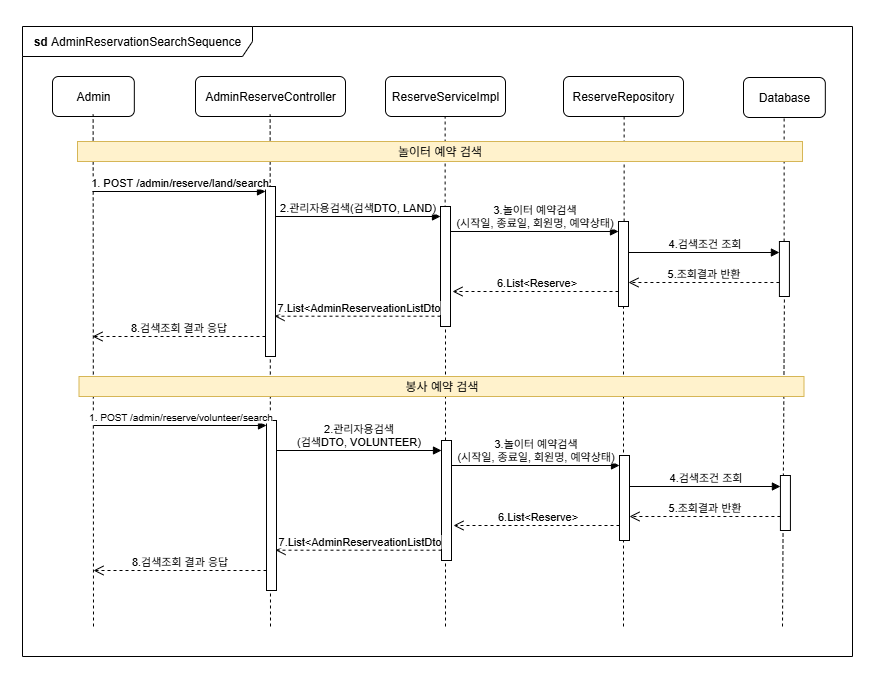 sd AdminReservationSearchSequence
Admin
AdminReserveController
ReserveServiceImpl
ReserveRepository
Database
놀이터 예약 검색
1. POST /admin/reserve/land/search
2.관리자용검색(검색DTO, LAND)
3.놀이터 예약검색
(시작일, 종료일, 회원명, 예약상태)
4.검색조건 조회
5.조회결과 반환
6.List<Reserve>
7.List<AdminReserveationListDto
8.검색조회 결과 응답
봉사 예약 검색
1. POST /admin/reserve/volunteer/search
2.관리자용검색
(검색DTO, VOLUNTEER)
3.놀이터 예약검색
(시작일, 종료일, 회원명, 예약상태)
4.검색조건 조회
5.조회결과 반환
6.List<Reserve>
7.List<AdminReserveationListDto
8.검색조회 결과 응답